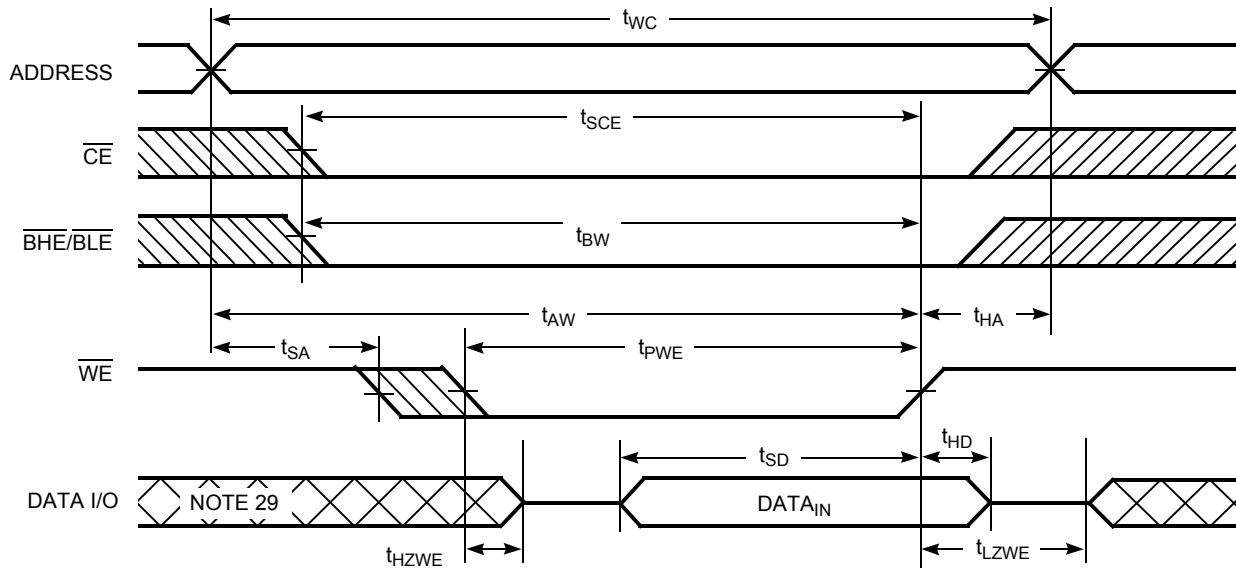 tWC
ADDRESS
tSCE
CE
BHE/BLE
tBW
tAW
tHA
tSA
tPWE
WE
tHD
tSD
DATA I/O
NOTE 29
DATAIN
tHZWE
tLZWE